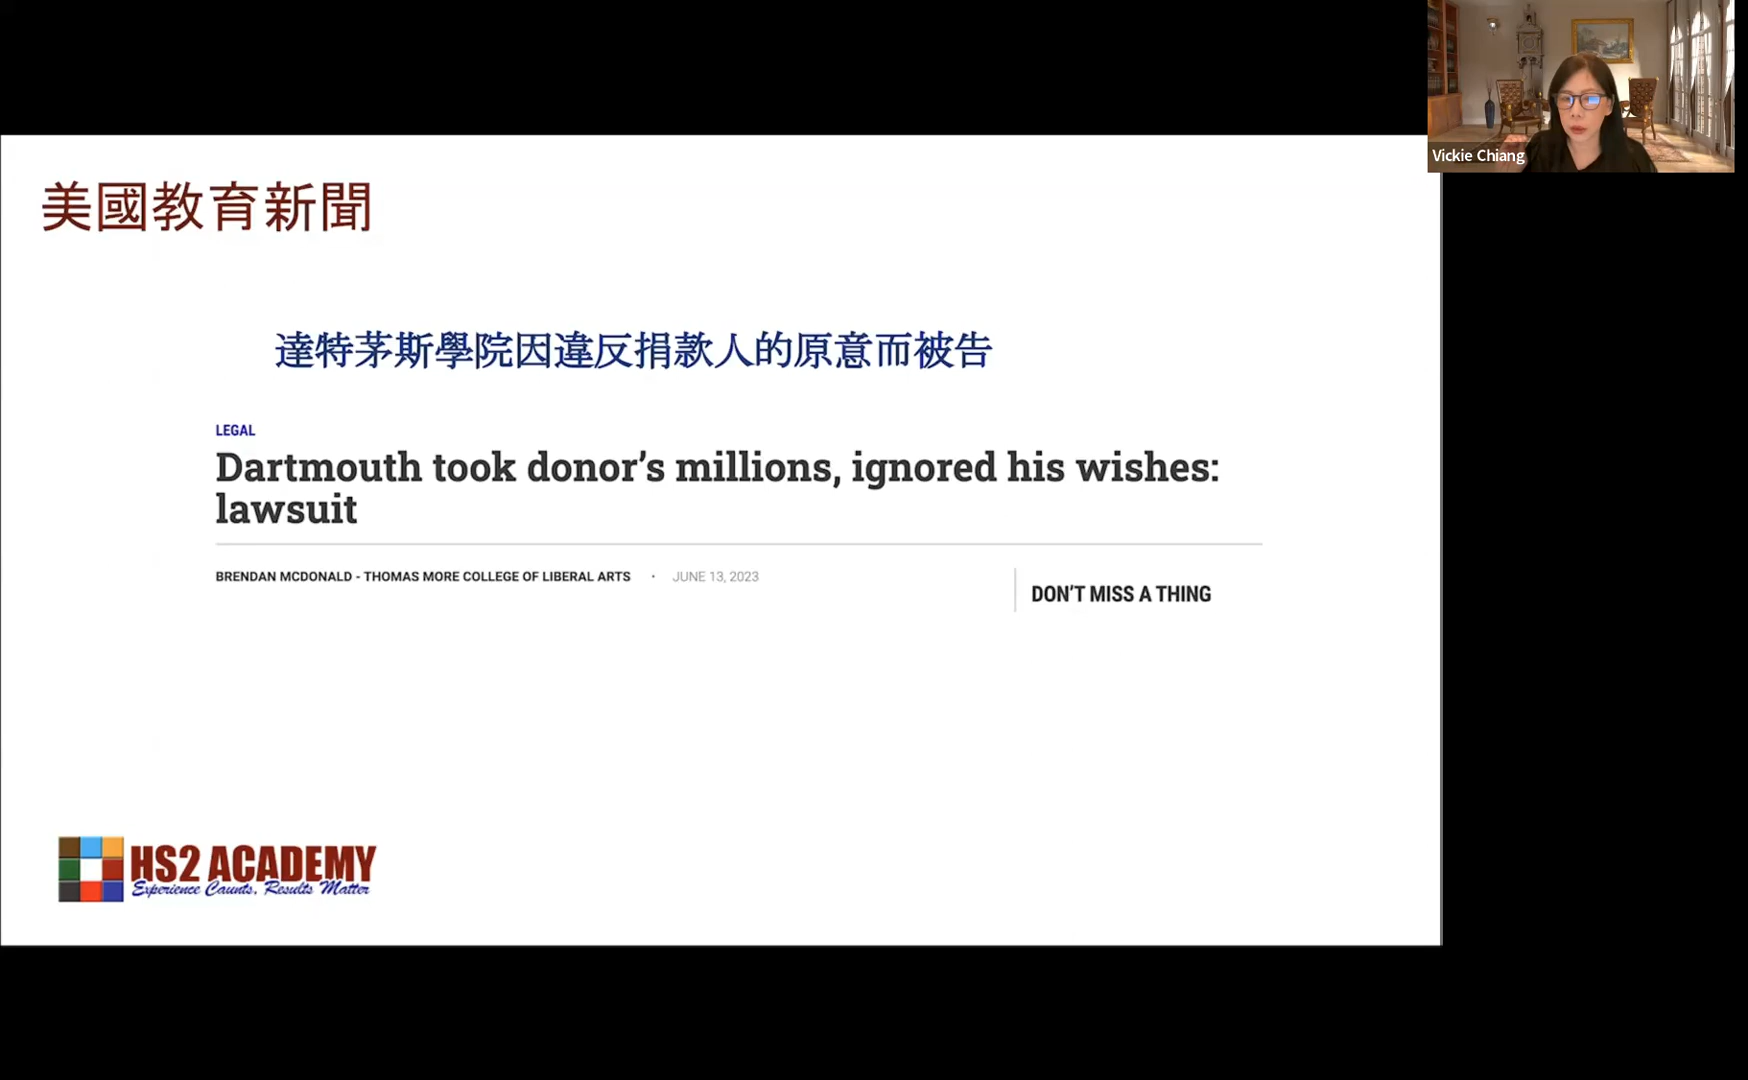 Vickie Chiang
美國教育新聞
達特茅斯學院因違反捐款人的原意而被告
LEGAL
Dartmouth took donor’s millions, ignored his wishes:
lawsuit
BRENDAN MCDONALD - THOMAS MORE COLLEGE OF LIBERAL ARTS • JUNE 13, 2023
DON’T MISS A THING
HS2 ACADEMY
Experience Counts, Results Matter